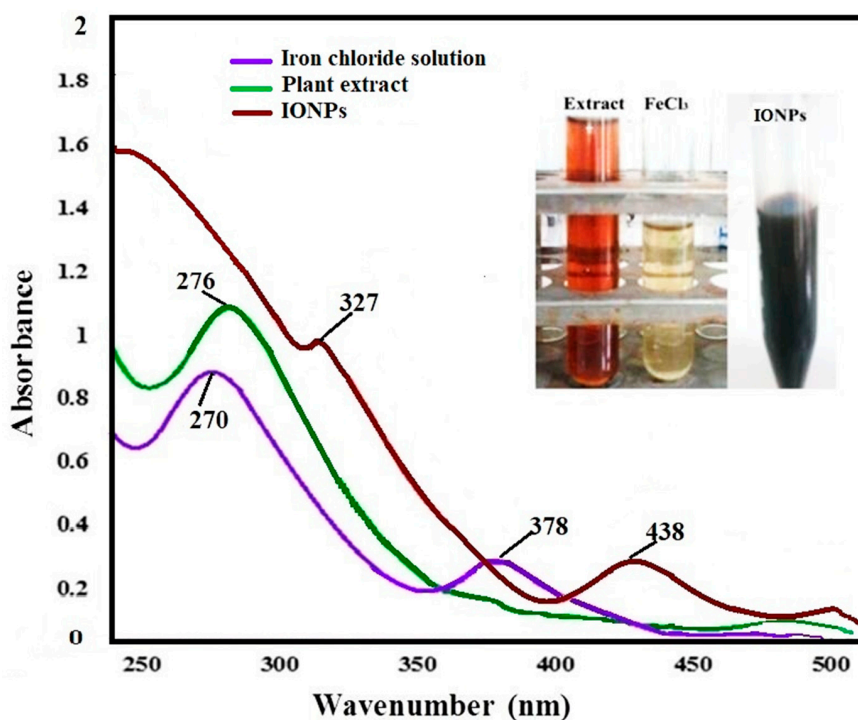 2
1.8
1.6
1.4
1.2
1
0.8
0.6
0.4
0.2
0
Absorbance
Iron chloride solution
Plant extract
IONPs
Extract
FeCl₃
IONPs
276
327
270
378
438
250
300
350
400
450
500
Wavenumber (nm)